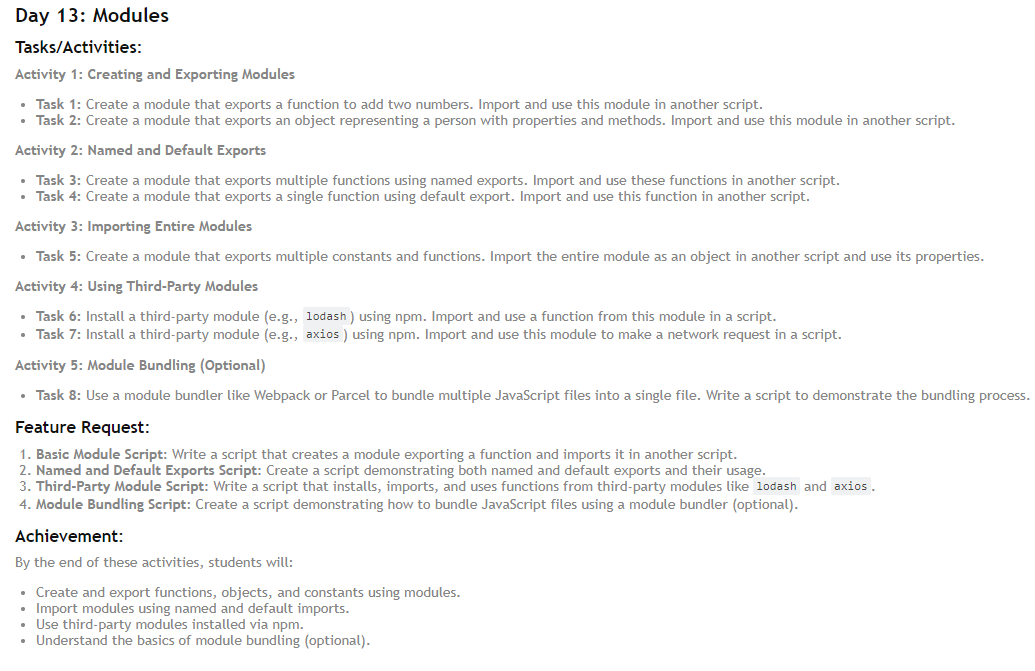 Day 13: Modules
Tasks/Activities:
Activity 1: Creating and Exporting Modules
• Task 1: Create a module that exports a function to add two numbers. Import and use this module in another script.
• Task 2: Create a module that exports an object representing a person with properties and methods. Import and use this module in another script.
Activity 2: Named and Default Exports
• Task 3: Create a module that exports multiple functions using named exports. Import and use these functions in another script.
• Task 4: Create a module that exports a single function using default export. Import and use this function in another script.
Activity 3: Importing Entire Modules
• Task 5: Create a module that exports multiple constants and functions. Import the entire module as an object in another script and use its properties.
Activity 4: Using Third-Party Modules
• Task 6: Install a third-party module (e.g., lodash) using npm. Import and use a function from this module in a script.
• Task 7: Install a third-party module (e.g., axios) using npm. Import and use this module to make a network request in a script.
Activity 5: Module Bundling (Optional)
• Task 8: Use a module bundler like Webpack or Parcel to bundle multiple JavaScript files into a single file. Write a script to demonstrate the bundling process.
Feature Request:
1. Basic Module Script: Write a script that creates a module exporting a function and imports it in another script.
2. Named and Default Exports Script: Create a script demonstrating both named and default exports and their usage.
3. Third-Party Module Script: Write a script that installs, imports, and uses functions from third-party modules like lodash and axios.
4. Module Bundling Script: Create a script demonstrating how to bundle JavaScript files using a module bundler (optional).
Achievement:
By the end of these activities, students will:
• Create and export functions, objects, and constants using modules.
• Import modules using named and default imports.
• Use third-party modules installed via npm.
• Understand the basics of module bundling (optional).